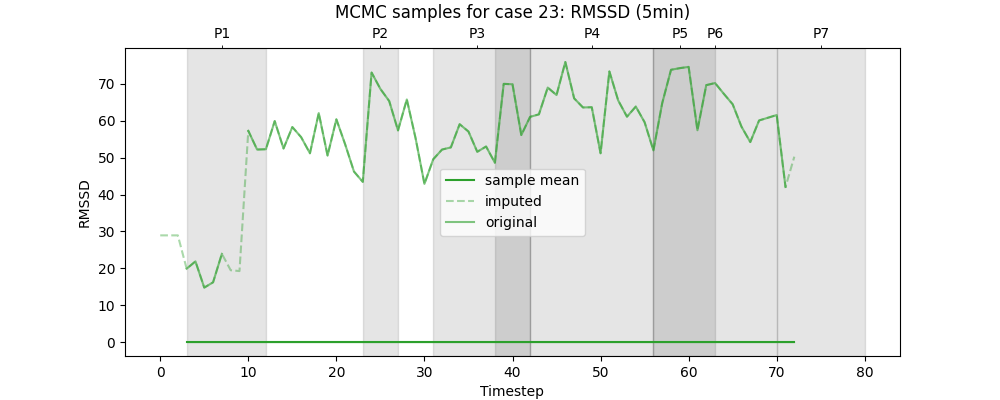 MCMC samples for case 23: RMSSD (5min)
P1 P2 P3 P4 P5 P6 P7
70
60
50
40
30
20
10
0
RMSSD
sample mean
imputed
original
0 10 20 30 40 50 60 70 80
Timestep